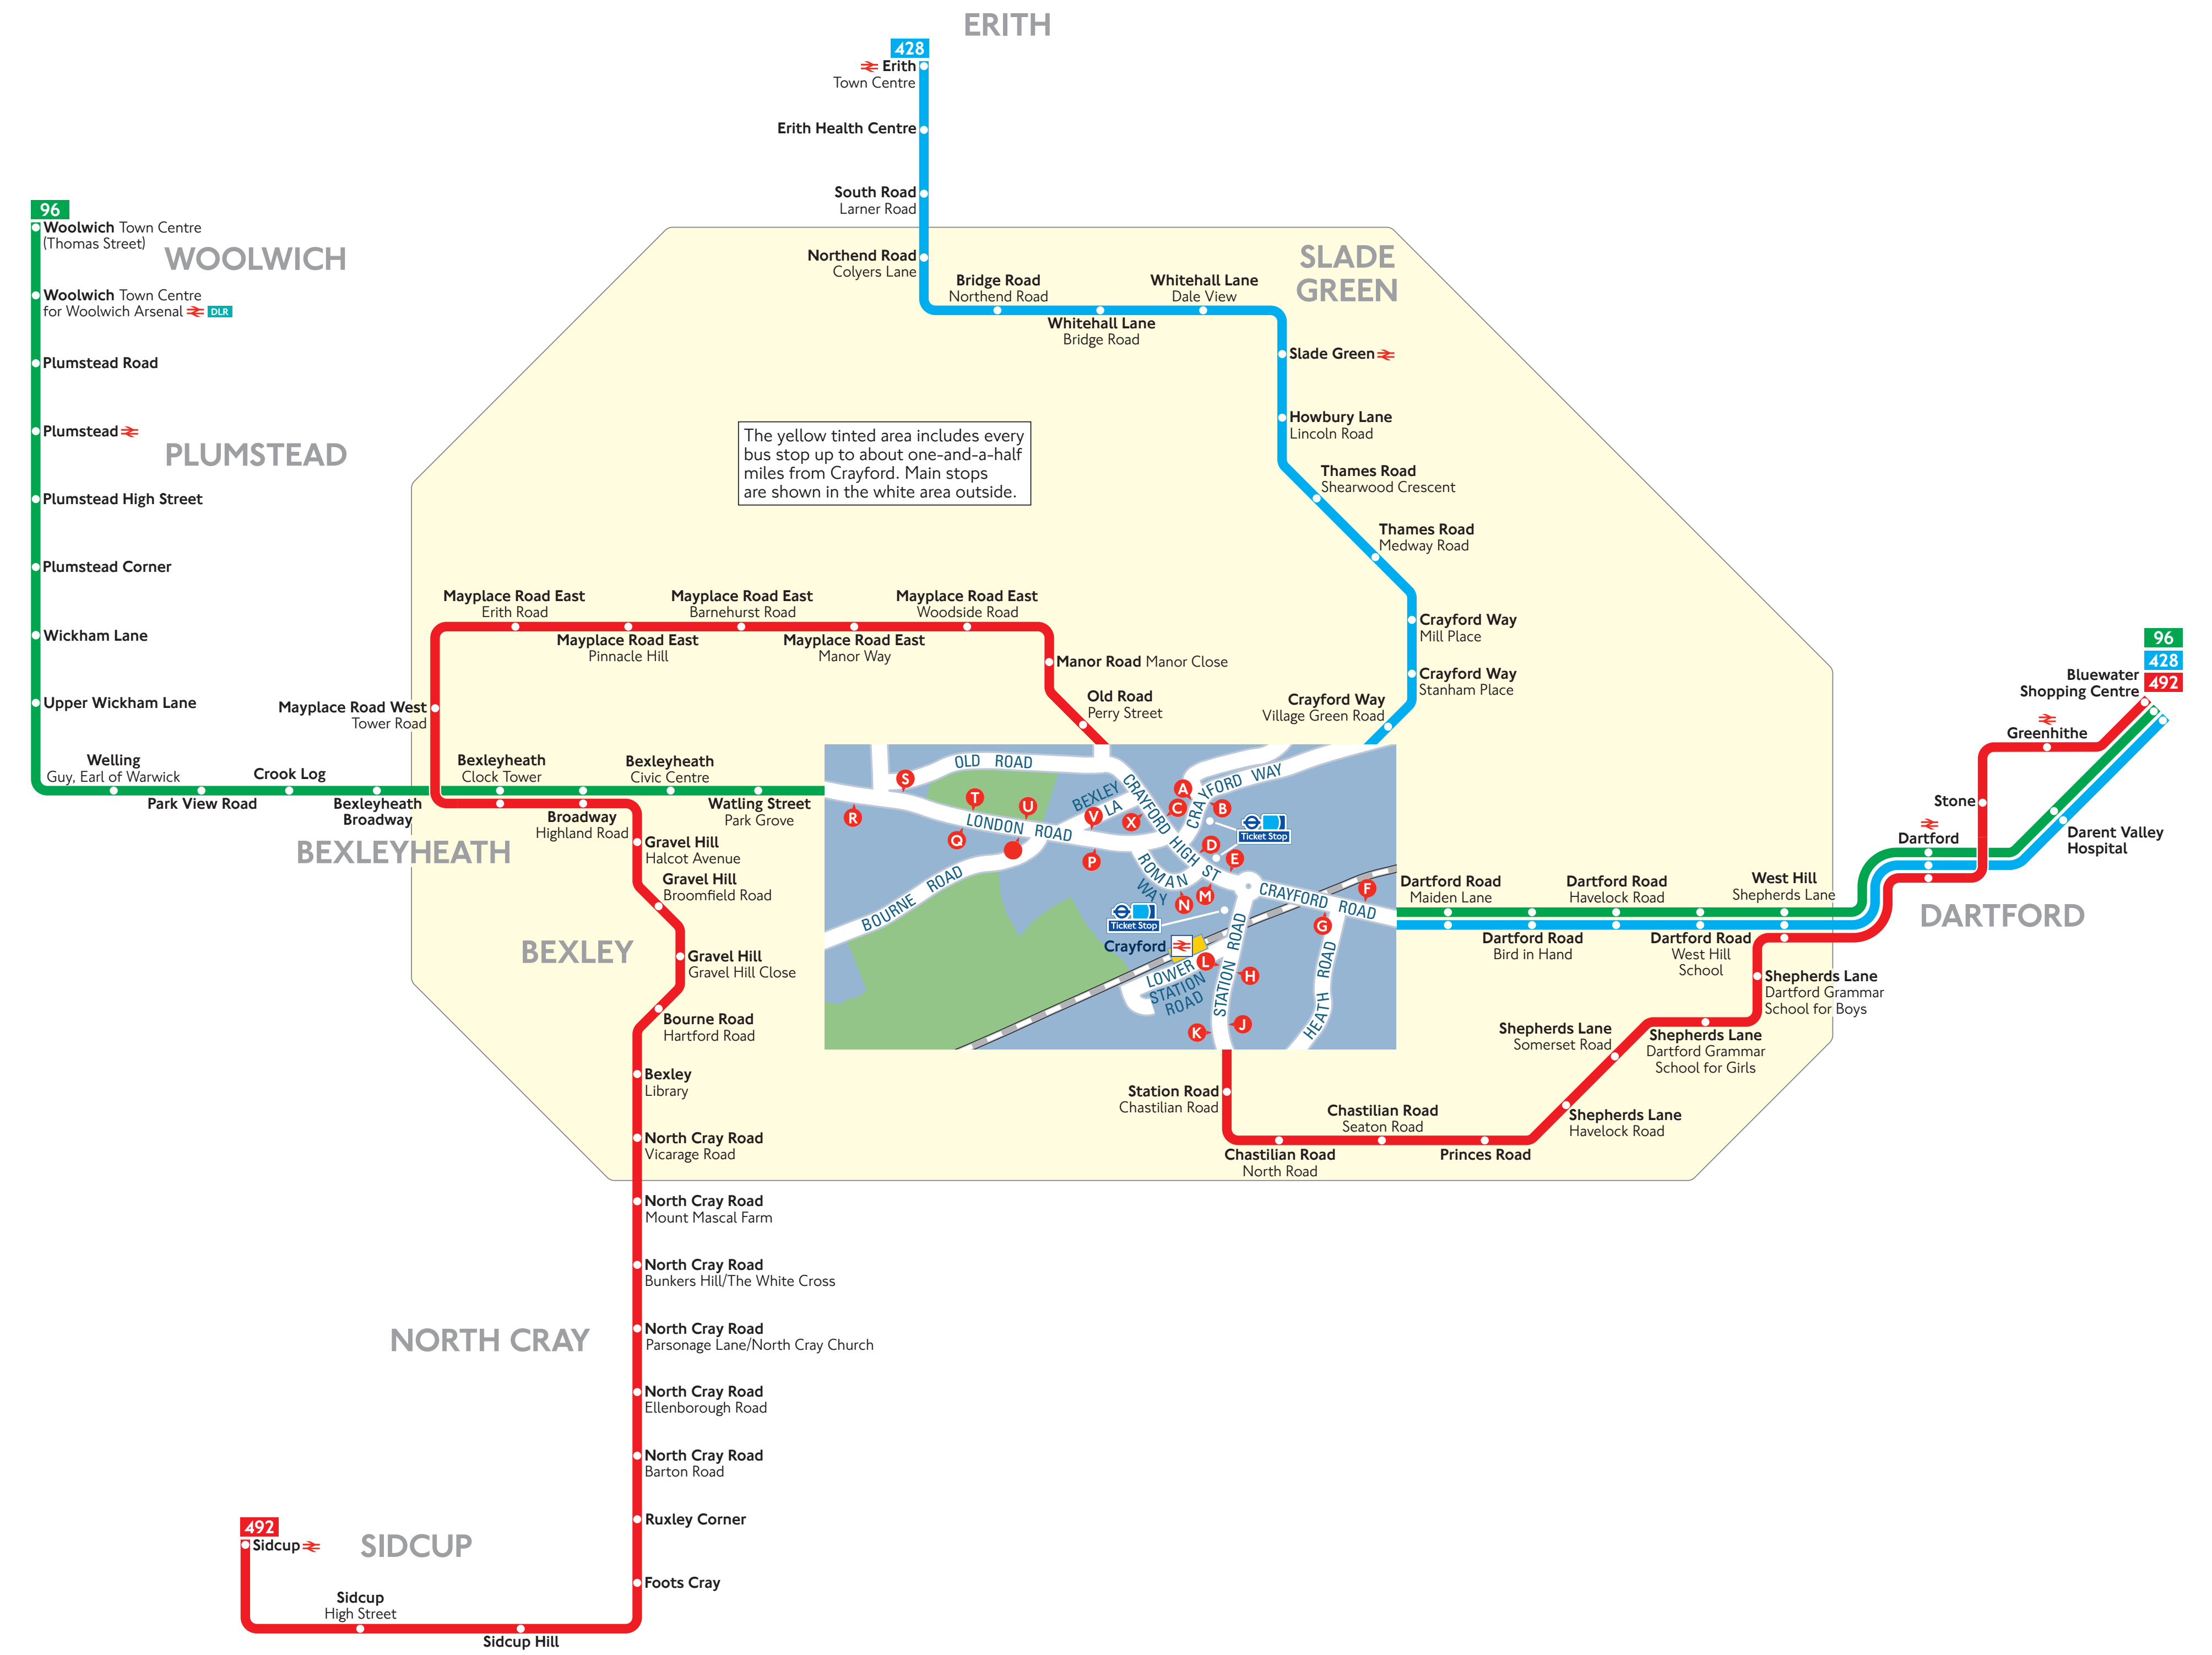 ERITH
428
Erith
Town Centre
Erith Health Centre
South Road
Larner Road
Northend Road
Colyers Lane
Bridge Road
Northend Road
Whitehall Lane
Bridge Road
Whitehall Lane
Dale View
SLADE
GREEN
Slade Green
Howbury Lane
Lincoln Road
Thames Road
Shearwood Crescent
Thames Road
Medway Road
Crayford Way
Mill Place
Crayford Way
Stanham Place
Crayford Way
Village Green Road
96
Woolwich Town Centre
(Thomas Street)
WOOLWICH
Woolwich Town Centre
for Woolwich Arsenal DLR
Plumstead Road
Plumstead
PLUMSTEAD
Plumstead High Street
Plumstead Corner
Wickham Lane
Upper Wickham Lane
Welling
Guy, Earl of Warwick
Park View Road
Crook Log
Bexleyheath
Broadway
BEXLEYHEATH
The yellow tinted area includes every
bus stop up to about one-and-a-half
miles from Crayford. Main stops
are shown in the white area outside.
Mayplace Road East
Erith Road
Mayplace Road East
Pinnacle Hill
Mayplace Road East
Barnehurst Road
Mayplace Road East
Manor Way
Mayplace Road East
Woodside Road
Manor Road Manor Close
Old Road
Perry Street
Mayplace Road West
Tower Road
Bexleyheath
Clock Tower
Bexleyheath
Civic Centre
Broadway
Highland Road
Watling Street
Park Grove
Gravel Hill
Halcot Avenue
Gravel Hill
Broomfield Road
BEXLEY
Gravel Hill
Gravel Hill Close
Bourne Road
Hartford Road
Bexley
Library
North Cray Road
Vicarage Road
North Cray Road
Mount Mascal Farm
North Cray Road
Bunkers Hill/The White Cross
NORTH CRAY
North Cray Road
Parsonage Lane/North Cray Church
North Cray Road
Ellenborough Road
North Cray Road
Barton Road
Ruxley Corner
Foots Cray
492
Sidcup
SIDCUP
Sidcup
High Street
Sidcup Hill
OLD ROAD
LONDON ROAD
BOURNE ROAD
BEXLEY
LA
CRAYFORD HIGH ST
CRAYFORD WAY
CRAYFORD WAY
ROMAN
WAY
CRAYFORD ROAD
STATION ROAD
HEATH ROAD
LOWER
STATION
ROAD
Crayford
Ticket Stop
Ticket Stop
S
T
U
R
Q
V
X
P
A
B
C
D
E
F
G
M
N
L
H
K
J
Dartford Road
Maiden Lane
Dartford Road
Bird in Hand
Dartford Road
Havelock Road
Dartford Road
West Hill
School
West Hill
Shepherds Lane
Shepherds Lane
Dartford Grammar
School for Boys
Shepherds Lane
Dartford Grammar
School for Girls
Shepherds Lane
Somerset Road
Shepherds Lane
Havelock Road
Princes Road
Chastilian Road
Seaton Road
Chastilian Road
North Road
Station Road
Chastilian Road
DARTFORD
Dartford
Stone
Greenhithe
Darent Valley
Hospital
Bluewater
Shopping Centre
96
428
492